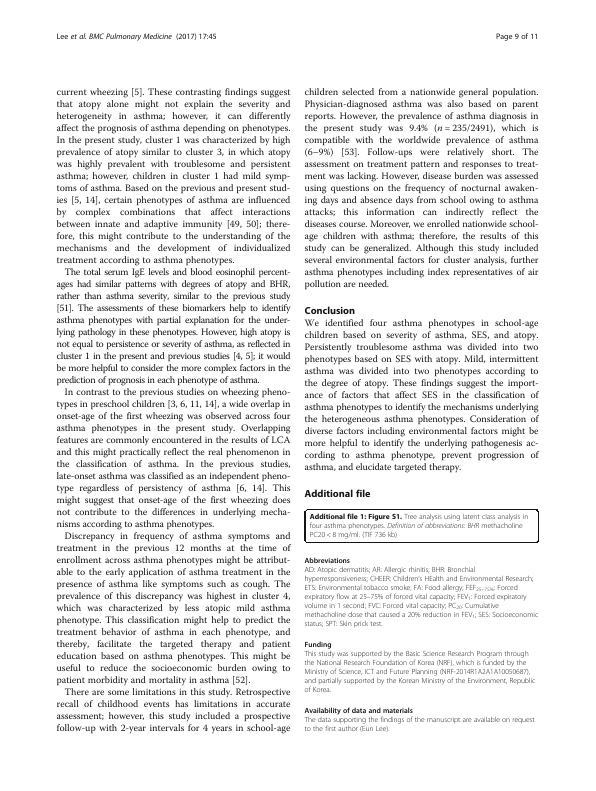 Lee et al. BMC Pulmonary Medicine (2017) 17:45
Page 9 of 11
current wheezing [5]. These contrasting findings suggest
that atopy alone might not explain the severity and
heterogeneity in asthma; however, it can differently
affect the prognosis of asthma depending on phenotypes.
In the present study, cluster 1 was characterized by high
prevalence of atopy similar to cluster 3, in which atopy
was highly prevalent with troublesome and persistent
asthma; however, children in cluster 1 had mild symp-
toms of asthma. Based on the previous and present stud-
ies [5, 14], certain phenotypes of asthma are influenced
by complex combinations that affect interactions
between innate and adaptive immunity [49, 50]; there-
fore, this might contribute to the understanding of the
mechanisms and the development of individualized
treatment according to asthma phenotypes.
The total serum IgE levels and blood eosinophil percent-
ages had similar patterns with degrees of atopy and BHR,
rather than asthma severity, similar to the previous study
[51]. The assessments of these biomarkers help to identify
asthma phenotypes with partial explanation for the under-
lying pathology in these phenotypes. However, high atopy is
not equal to persistence or severity of asthma, as reflected in
cluster 1 in the present and previous studies [4, 5]; it would
be more helpful to consider the more complex factors in the
prediction of prognosis in each phenotype of asthma.
In contrast to the previous studies on wheezing pheno-
types in preschool children [3, 6, 11, 14], a wide overlap in
onset-age of the first wheezing was observed across four
asthma phenotypes in the present study. Overlapping
features are commonly encountered in the results of LCA
and this might practically reflect the real phenomenon in
the classification of asthma. In the previous studies,
late-onset asthma was classified as an independent pheno-
type regardless of persistency of asthma [6, 14]. This
might suggest that onset-age of the first wheezing does
not contribute to the differences in underlying mecha-
nisms according to asthma phenotypes.
Discrepancy in frequency of asthma symptoms and
treatment in the previous 12 months at the time of
enrollment across asthma phenotypes might be attribut-
able to the early application of asthma treatment in the
presence of asthma like symptoms such as cough. The
prevalence of this discrepancy was highest in cluster 4,
which was characterized by less atopic mild asthma
phenotype. This classification might help to predict the
treatment behavior of asthma in each phenotype, and
thereby, facilitate the targeted therapy and patient
education based on asthma phenotypes. This might be
useful to reduce the socioeconomic burden owing to
patient morbidity and mortality in asthma [52].
There are some limitations in this study. Retrospective
recall of childhood events has limitations in accurate
assessment; however, this study included a prospective
follow-up with 2-year intervals for 4 years in school-age
children selected from a nationwide general population.
Physician-diagnosed asthma was also based on parent
reports. However, the prevalence of asthma diagnosis in
the present study was 9.4% (n = 235/2491), which is
compatible with the worldwide prevalence of asthma
(6–9%) [53]. Follow-ups were relatively short. The
assessment on treatment pattern and responses to treat-
ment was lacking. However, disease burden was assessed
using questions on the frequency of nocturnal awaken-
ing days and absence days from school owing to asthma
attacks; this information can indirectly reflect the
diseases course. Moreover, we enrolled nationwide school-
age children with asthma; therefore, the results of this
study can be generalized. Although this study included
several environmental factors for cluster analysis, further
asthma phenotypes including index representatives of air
pollution are needed.
Conclusion
We identified four asthma phenotypes in school-age
children based on severity of asthma, SES, and atopy.
Persistently troublesome asthma was divided into two
phenotypes based on SES with atopy. Mild, intermittent
asthma was divided into two phenotypes according to
the degree of atopy. These findings suggest the import-
ance of factors that affect SES in the classification of
asthma phenotypes to identify the mechanisms underlying
the heterogeneous asthma phenotypes. Consideration of
diverse factors including environmental factors might be
more helpful to identify the underlying pathogenesis ac-
cording to asthma phenotype, prevent progression of
asthma, and elucidate targeted therapy.
Additional file
Additional file 1: Figure S1. Tree analysis using latent class analysis in
four asthma phenotypes. Definition of abbreviations: BHR methacholine
PC20 < 8 mg/ml. (TIF 736 kb)
Abbreviations
AD: Atopic dermatitis; AR: Allergic rhinitis; BHR: Bronchial
hyperresponsiveness; CHEER: Children's HEalth and Environmental Research;
ETS: Environmental tobacco smoke; FA: Food allergy; FEF25–75%: Forced
expiratory flow at 25–75% of forced vital capacity; FEV1: Forced expiratory
volume in 1 second; FVC: Forced vital capacity; PC20: Cumulative
methacholine dose that caused a 20% reduction in FEV1; SES: Socioeconomic
status; SPT: Skin prick test.
Funding
This study was supported by the Basic Science Research Program through
the National Research Foundation of Korea (NRF), which is funded by the
Ministry of Science, ICT and Future Planning (NRF-2014R1A2A1A10050687),
and partially supported by the Korean Ministry of the Environment, Republic
of Korea.
Availability of data and materials
The data supporting the findings of the manuscript are available on request
to the first author (Eun Lee).